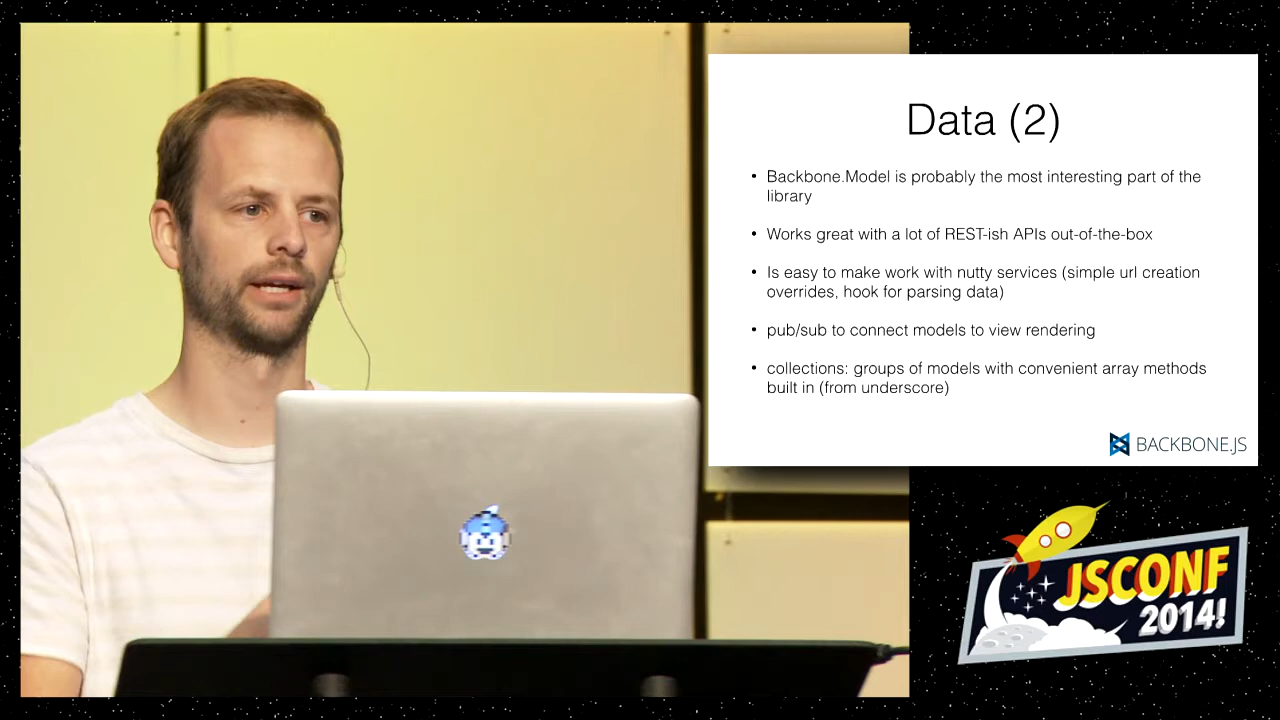 Data (2)
• Backbone.Model is probably the most interesting part of the
library
• Works great with a lot of REST-ish APIs out-of-the-box
• Is easy to make work with nutty services (simple url creation
overrides, hook for parsing data)
• pub/sub to connect models to view rendering
• collections: groups of models with convenient array methods
built in (from underscore)
BACKBONE.JS
JSCONF
2014!